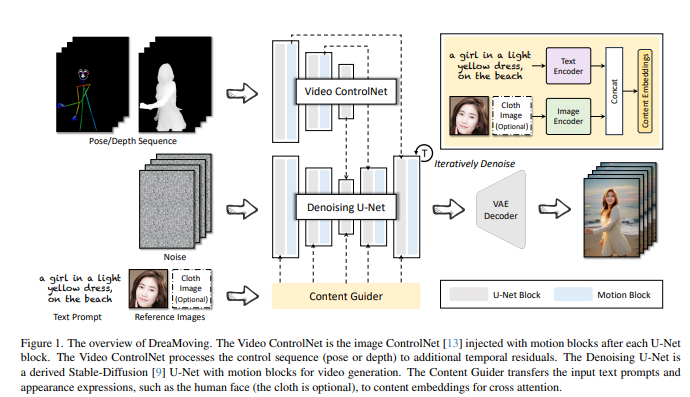 Pose/Depth Sequence
Video ControlNet
a girl in a light
yellow dress,
on the beach
Text
Encoder
Cloth
Image
(Optional)
Image
Encoder
Concat
Content Embeddings
T
Iteratively Denoise
Noise
Denoising U-Net
VAE
Decoder
a girl in a light
yellow dress,
on the beach
Text Prompt
Cloth
Image
(Optional)
Reference Images
Content Guider
U-Net Block
Motion Block
Figure 1. The overview of DreaMoving. The Video ControlNet is the image ControlNet [13] injected with motion blocks after each U-Net
block. The Video ControlNet processes the control sequence (pose or depth) to additional temporal residuals. The Denoising U-Net is
a derived Stable-Diffusion [9] U-Net with motion blocks for video generation. The Content Guider transfers the input text prompts and
appearance expressions, such as the human face (the cloth is optional), to content embeddings for cross attention.